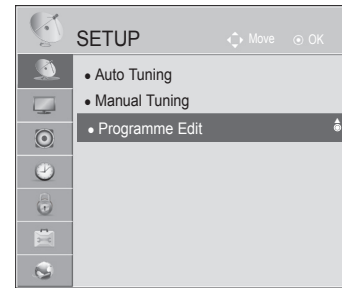 SETUP
Move OK
• Auto Tuning
• Manual Tuning
• Programme Edit